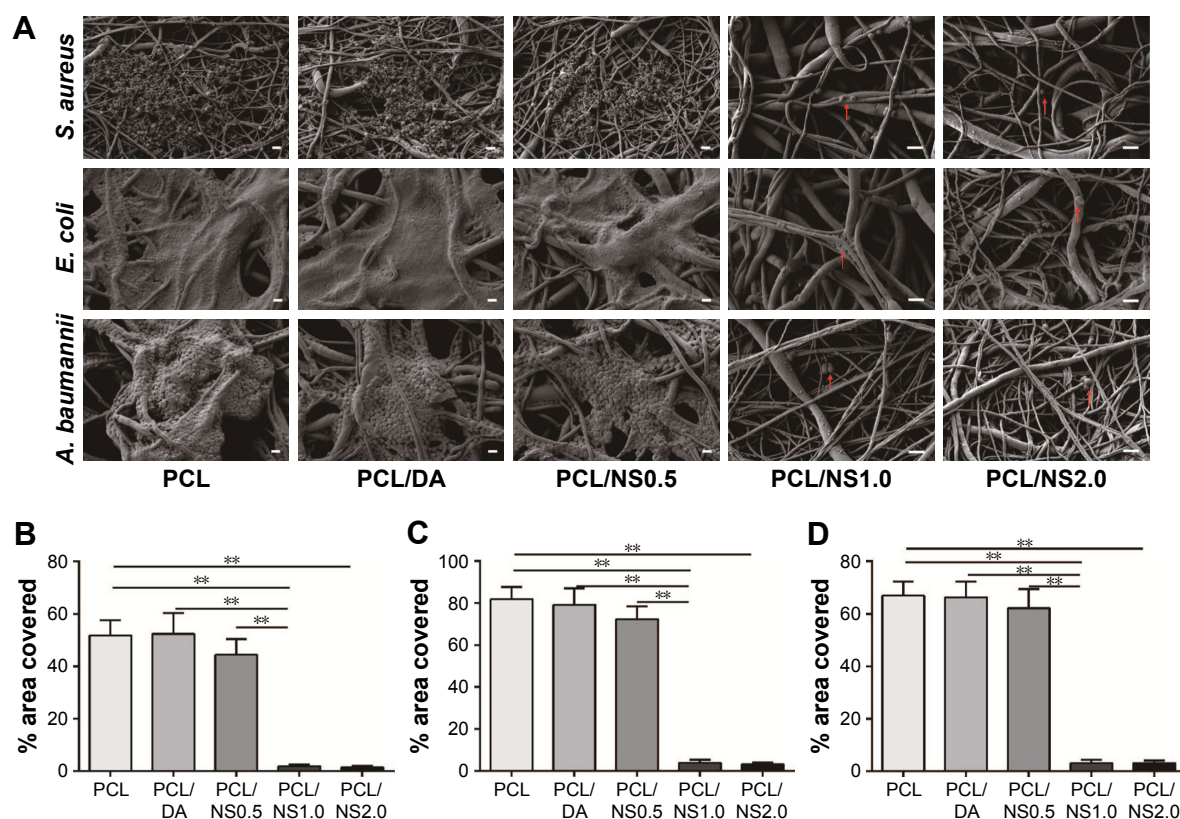 A
S. aureus
E. coli
A. baumannii
PCL PCL/DA PCL/NS0.5 PCL/NS1.0 PCL/NS2.0
B
% area covered
80
60
40
20
0
**
**
**
**
PCL PCL/DA PCL/NS0.5 PCL/NS1.0 PCL/NS2.0
C
% area covered
100
80
60
40
20
0
**
**
**
**
PCL PCL/DA PCL/NS0.5 PCL/NS1.0 PCL/NS2.0
D
% area covered
80
60
40
20
0
**
**
**
**
PCL PCL/DA PCL/NS0.5 PCL/NS1.0 PCL/NS2.0